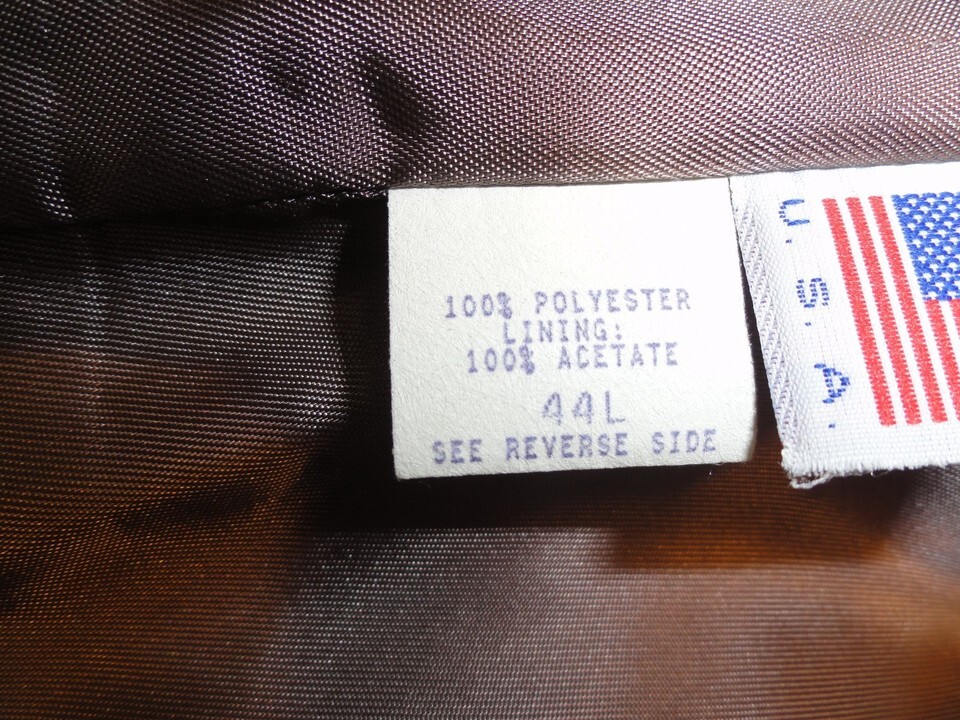 100% POLYESTER
LINING:
100% ACETATE
44L
SEE REVERSE SIDE
U.S.A.